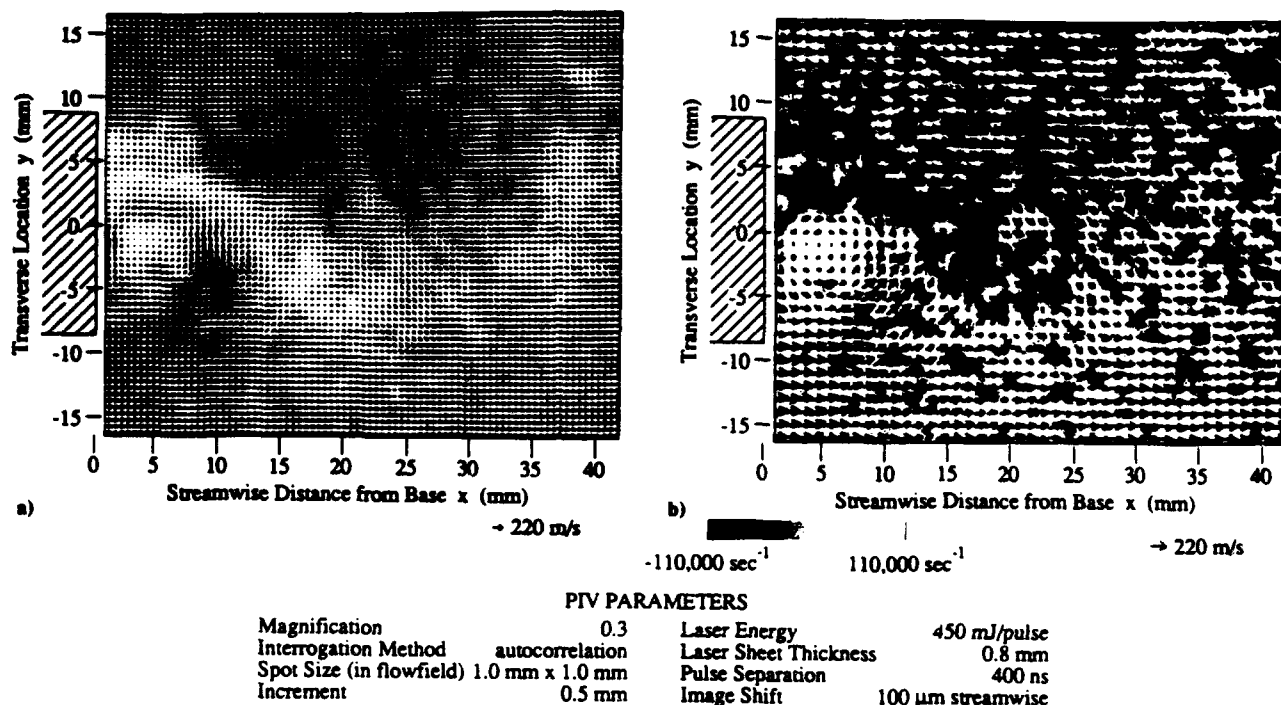 15
10
5
0
-5
-10
-15
Transverse Location y (mm)
0 5 10 15 20 25 30 35 40
Streamwise Distance from Base x (mm)
a)
→ 220 m/s
15
10
5
0
-5
-10
-15
Transverse Location y (mm)
0 5 10 15 20 25 30 35 40
Streamwise Distance from Base x (mm)
b)
-110,000 sec⁻¹ 110,000 sec⁻¹
→ 220 m/s
PIV PARAMETERS
Magnification 0.3 Laser Energy 450 mJ/pulse
Interrogation Method autocorrelation Laser Sheet Thickness 0.8 mm
Spot Size (in flowfield) 1.0 mm x 1.0 mm Pulse Separation 400 ns
Increment 0.5 mm Image Shift 100 μm streamwise